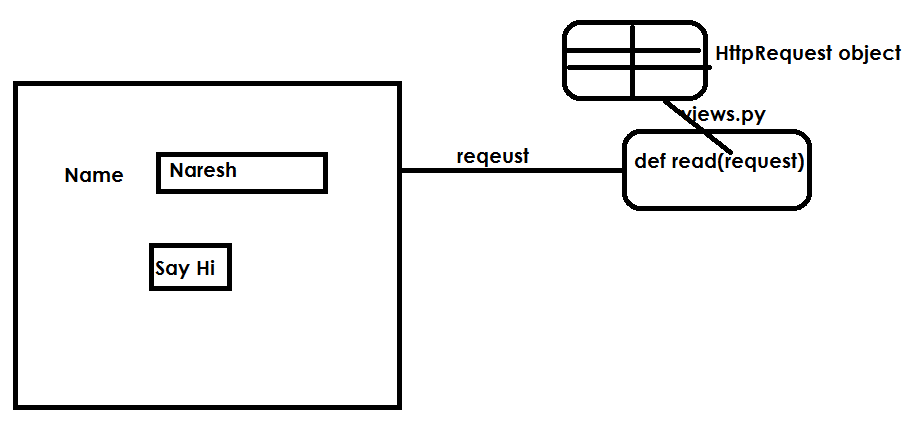 HttpRequest object
views.py
def read(request)
reqeust
Name
Naresh
Say Hi